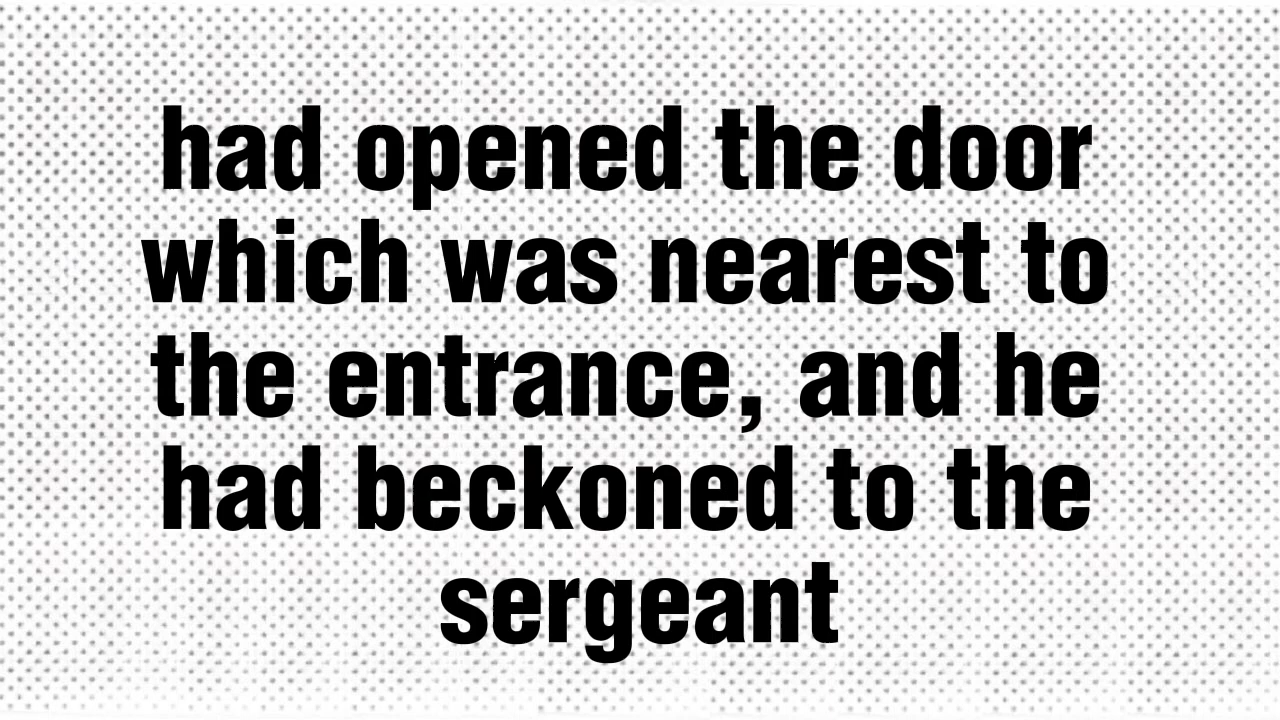 had opened the door
which was nearest to
the entrance, and he
had beckoned to the
sergeant